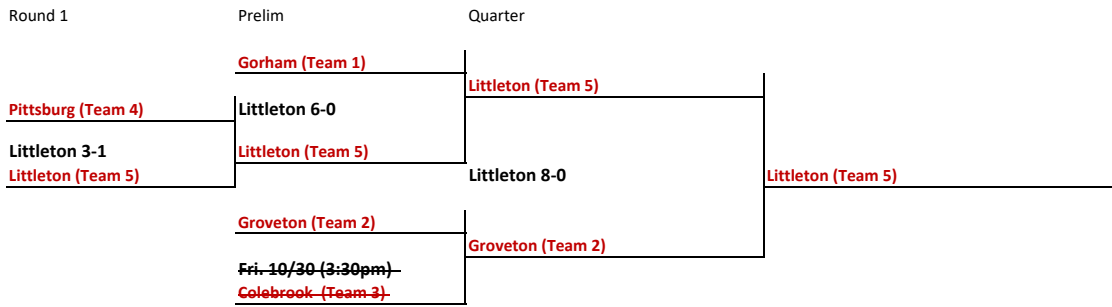 Round 1
Prelim
Quarter
Gorham (Team 1)
Littleton (Team 5)
Pittsburg (Team 4)
Littleton 6-0
Littleton 3-1
Littleton (Team 5)
Littleton (Team 5)
Littleton 8-0
Littleton (Team 5)
Groveton (Team 2)
Groveton (Team 2)
Fri. 10/30 (3:30pm)
Colebrook (Team 3)